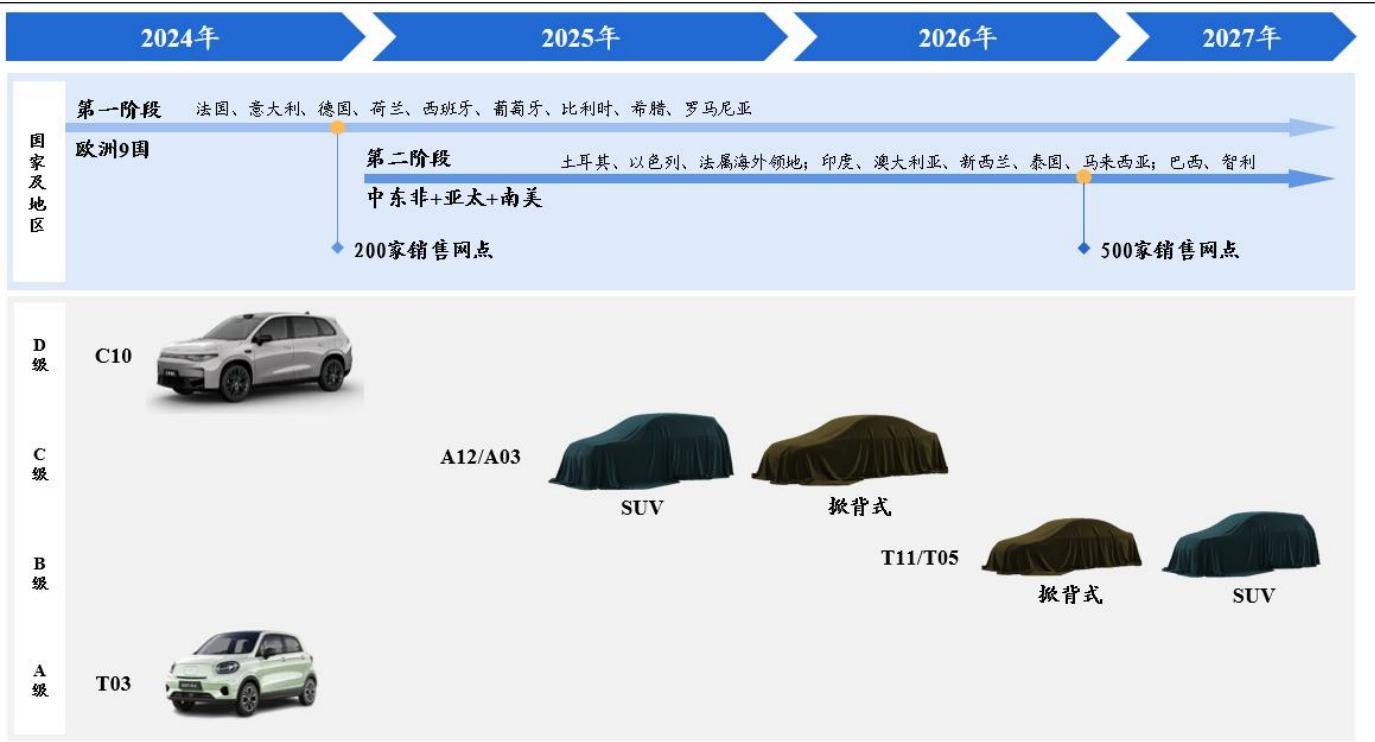 2024年 2025年 2026年 2027年
国家及地区
第一阶段 法国、意大利、德国、荷兰、西班牙、葡萄牙、比利时、希腊、罗马尼亚
欧洲9国
第二阶段 土耳其、以色列、法属海外领地；印度、澳大利亚、新西兰、泰国、马来西亚；巴西、智利
中东非+亚太+南美
200家销售网点 500家销售网点
D级 C10
C级 A12/A03
SUV 掀背式
B级 T11/T05
掀背式 SUV
A级 T03